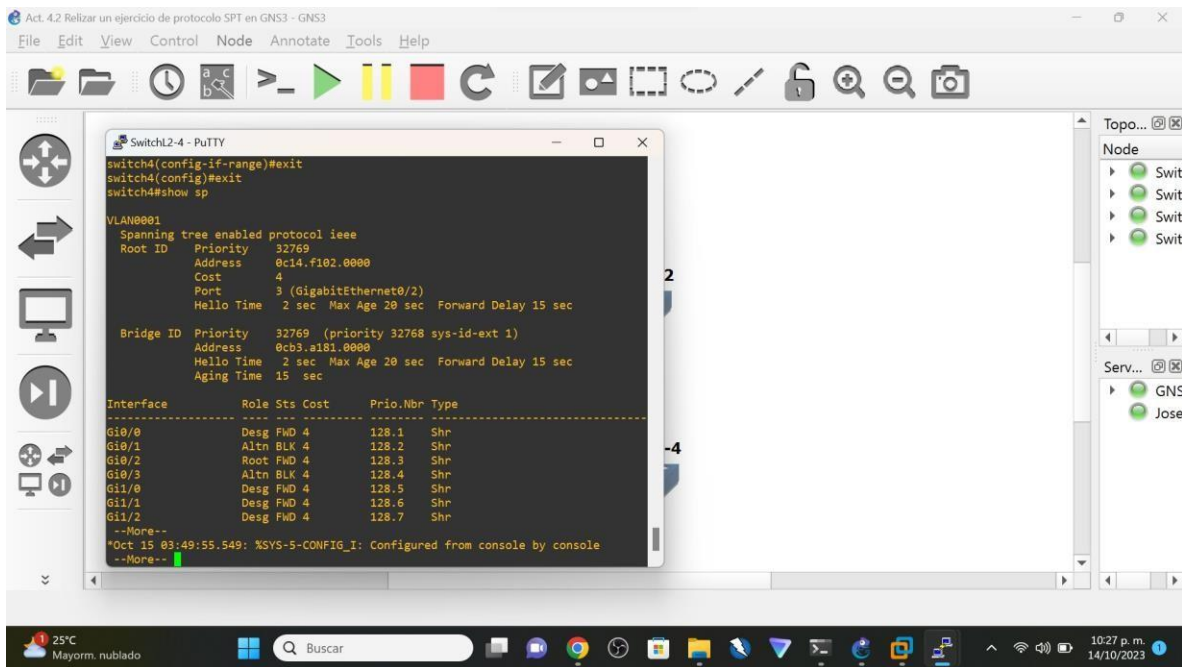 Act. 4.2 Relizar un ejercicio de protocolo SPT en GNS3 - GNS3
File Edit View Control Node Annotate Tools Help
SwitchL2-4 - PuTTY
switch4(config-if-range)#exit
switch4(config)#exit
switch4#show sp
VLAN0001
Spanning tree enabled protocol ieee
Root ID Priority 32769
Address 0c14.f102.0000
Cost 4
Port 3 (GigabitEthernet0/2)
Hello Time 2 sec Max Age 20 sec Forward Delay 15 sec
Bridge ID Priority 32769 (priority 32768 sys-id-ext 1)
Address 0cb3.a181.0000
Hello Time 2 sec Max Age 20 sec Forward Delay 15 sec
Aging Time 15 sec
Interface Role Sts Cost Prio.Nbr Type
------------------- ---- --- --------- -------- --------------------------------
Gi0/0 Desg FWD 4 128.1 Shr
Gi0/1 Altn BLK 4 128.2 Shr
Gi0/2 Root FWD 4 128.3 Shr
Gi0/3 Altn BLK 4 128.4 Shr
Gi1/0 Desg FWD 4 128.5 Shr
Gi1/1 Desg FWD 4 128.6 Shr
Gi1/2 Desg FWD 4 128.7 Shr
--More--
*Oct 15 03:49:55.549: %SYS-5-CONFIG_I: Configured from console by console
--More--
2
-4
Topo...
Node
Swit
Swit
Swit
Swit
Serv...
GNS
Jose
1
25°C
Mayorm. nublado
Buscar
10:27 p. m.
14/10/2023
1